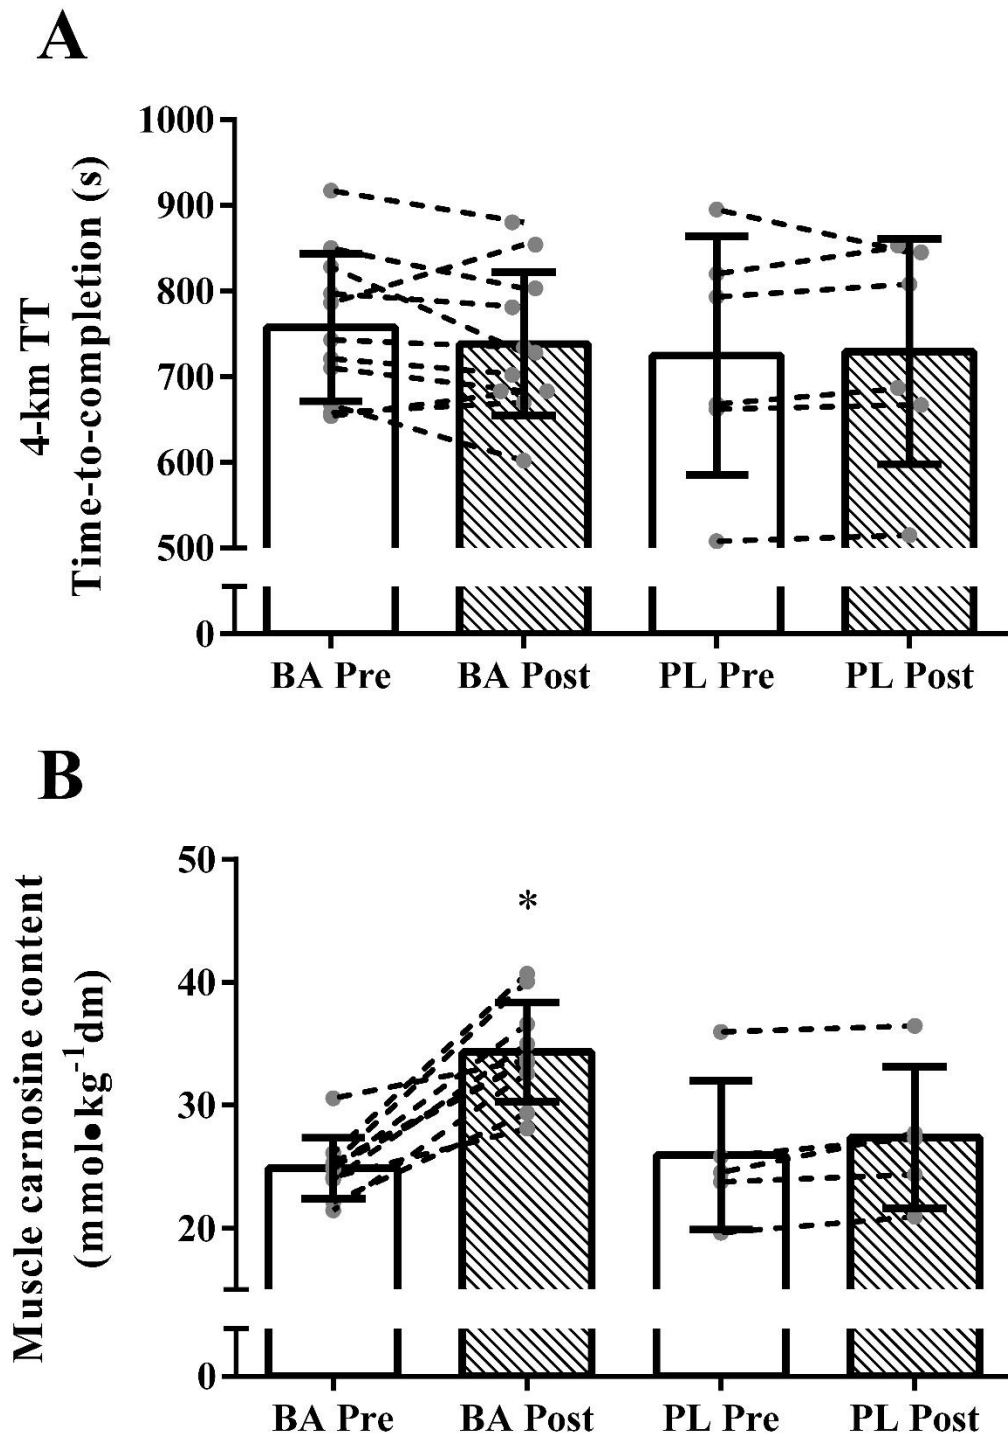 A
4-km TT
Time-to-completion (s)
1000
900
800
700
600
500
0
BA Pre BA Post PL Pre PL Post
B
Muscle carnosine content
(mmol●kg⁻¹dm)
50
*
40
30
20
0
BA Pre BA Post PL Pre PL Post